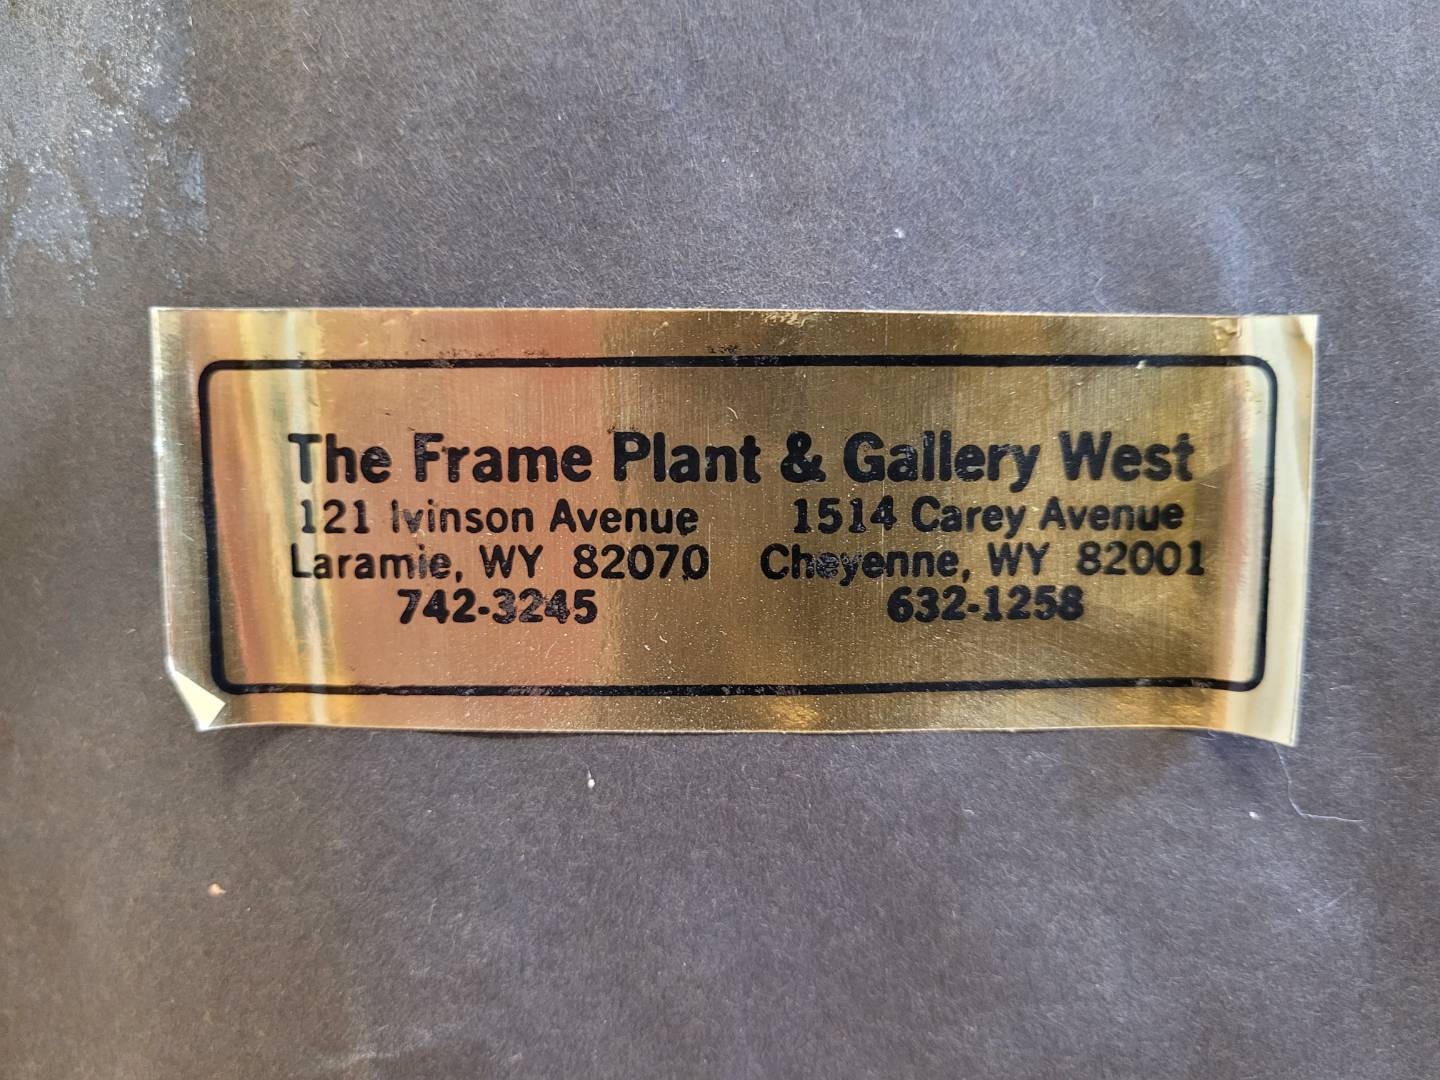 The Frame Plant & Gallery West
121 Ivinson Avenue 1514 Carey Avenue
Laramie, WY 82070 Cheyenne, WY 82001
742-3245 632-1258